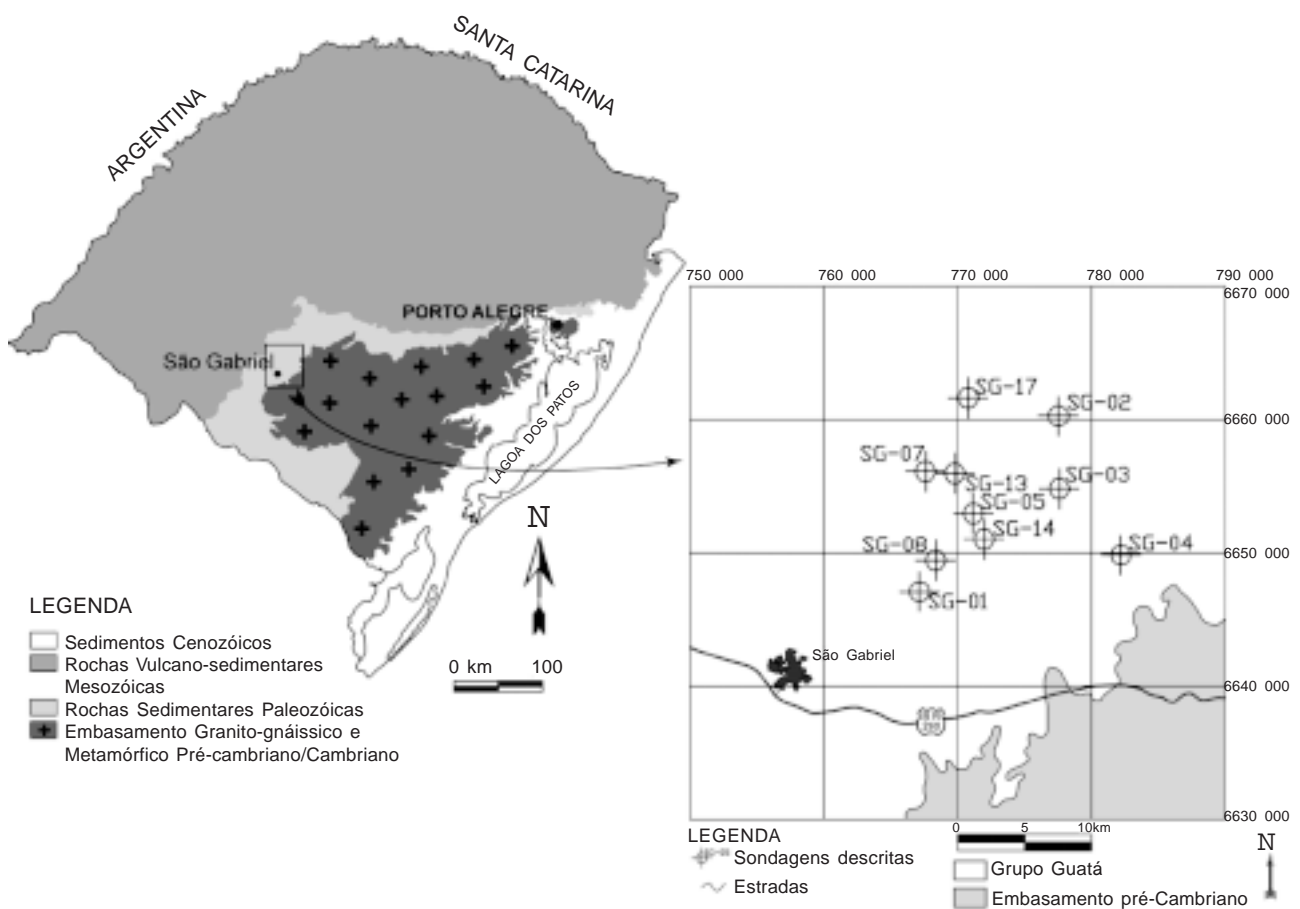 SANTA CATARINA
ARGENTINA
PORTO ALEGRE
São Gabriel
LAGOA DOS PATOS
N
LEGENDA
Sedimentos Cenozóicos
Rochas Vulcano-sedimentares
Mesozóicas
Rochas Sedimentares Paleozóicas
Embasamento Granito-gnáissico e
Metamórfico Pré-cambriano/Cambriano
0 km 100
750 000 760 000 770 000 780 000 790 000
6670 000
SG-17
SG-02
6660 000
SG-07
SG-13
SG-03
SG-05
SG-14
SG-08
SG-04
6650 000
SG-01
São Gabriel
6640 000
6630 000
LEGENDA
Sondagens descritas
Estradas
0 5 10km
Grupo Guatá
Embasamento pré-Cambriano
N